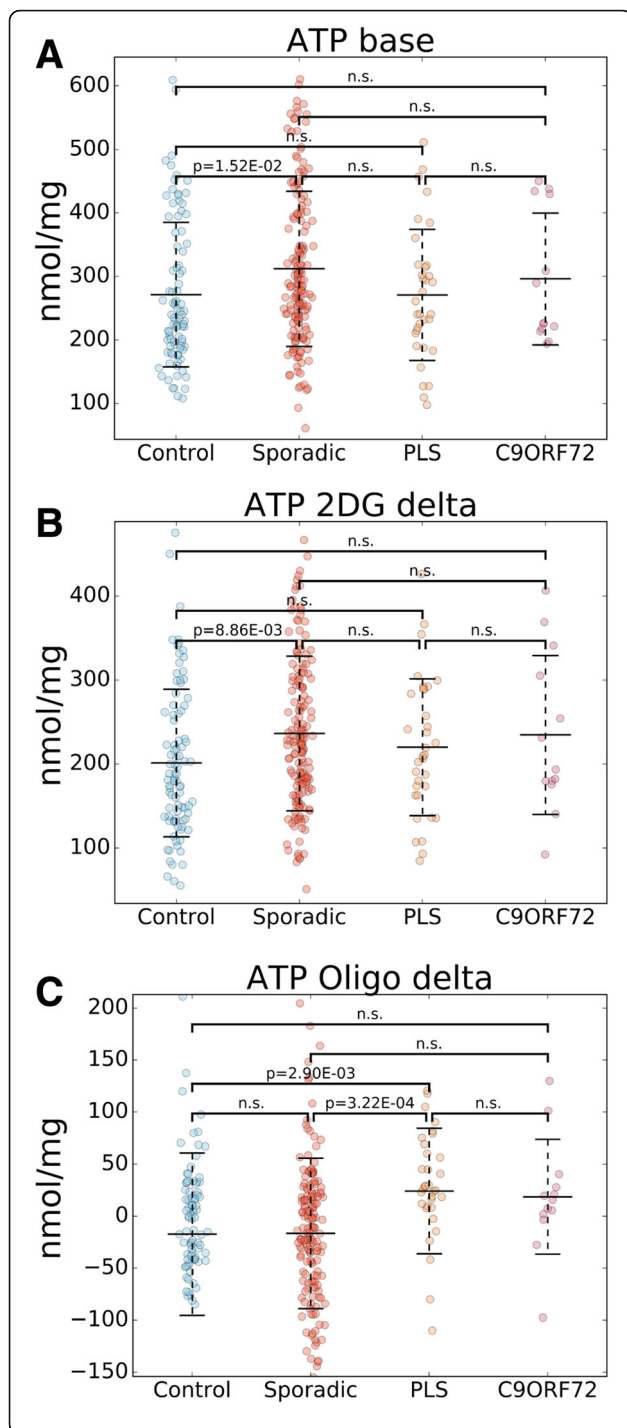 A
ATP base
nmol/mg
600
500
400
300
200
100
n.s.
n.s.
n.s.
p=1.52E-02
n.s.
n.s.
Control
Sporadic
PLS
C9ORF72
B
ATP 2DG delta
nmol/mg
400
300
200
100
n.s.
n.s.
n.s.
p=8.86E-03
n.s.
n.s.
Control
Sporadic
PLS
C9ORF72
C
ATP Oligo delta
nmol/mg
200
150
100
50
0
−50
−100
−150
n.s.
n.s.
p=2.90E-03
n.s.
p=3.22E-04
n.s.
Control
Sporadic
PLS
C9ORF72